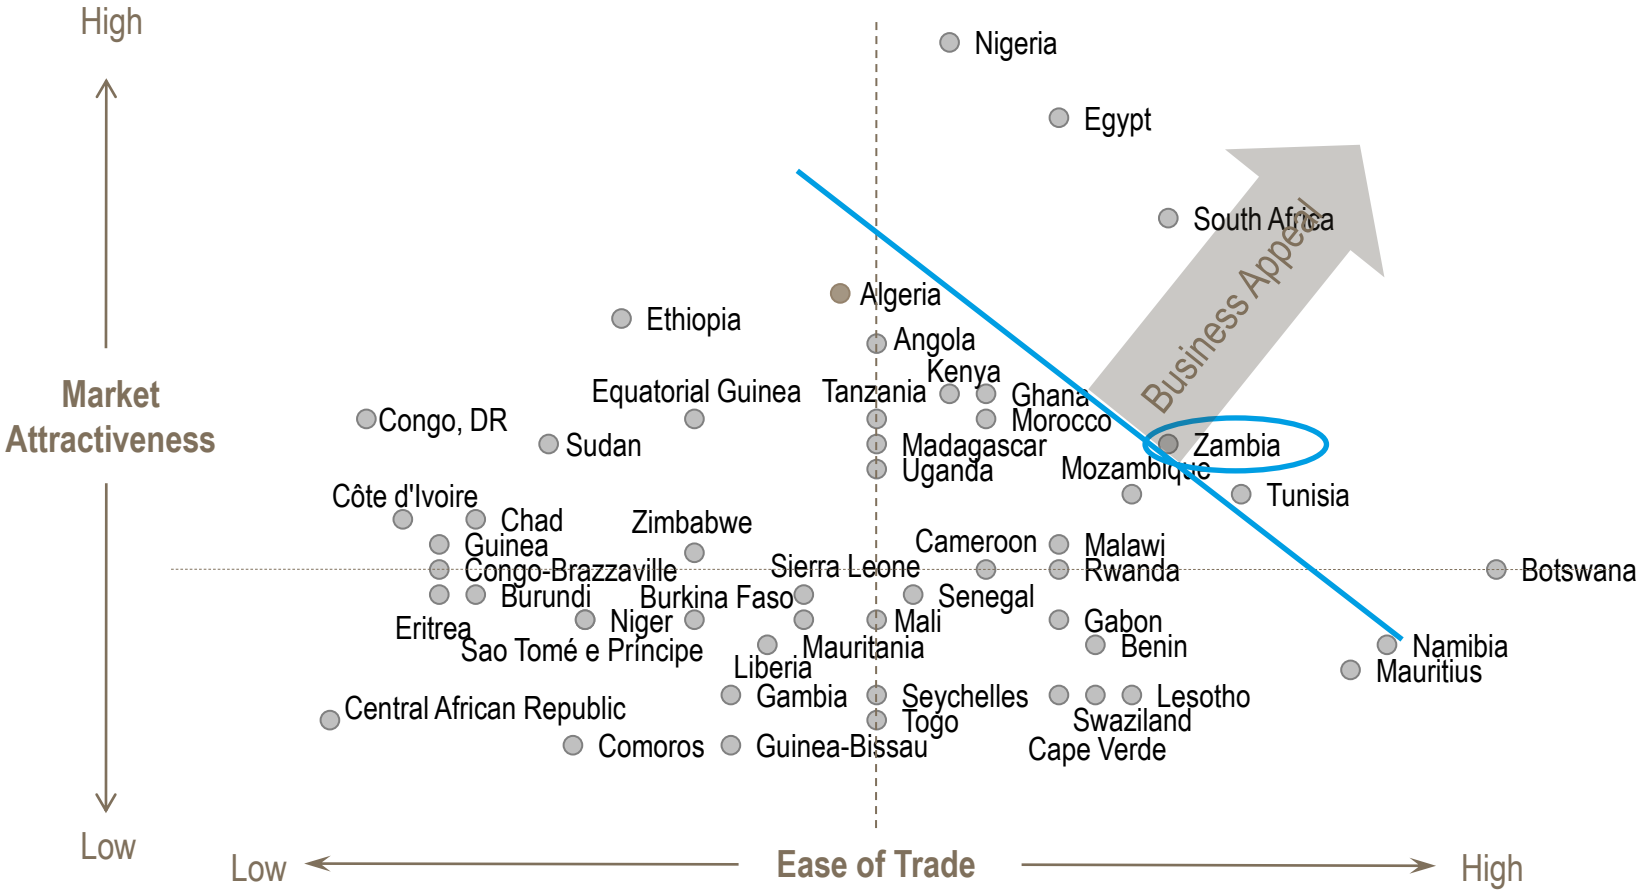 High
Nigeria
Egypt
South Africa
Business Appeal
Algeria
Ethiopia
Angola
Kenya
Equatorial Guinea
Tanzania
Ghana
Market
Attractiveness
Congo, DR
Morocco
Sudan
Madagascar
Zambia
Uganda
Mozambique
Côte d'Ivoire
Tunisia
Chad
Zimbabwe
Guinea
Cameroon
Malawi
Congo-Brazzaville
Sierra Leone
Rwanda
Botswana
Burundi
Burkina Faso
Senegal
Eritrea
Niger
Mali
Gabon
Sao Tomé e Príncipe
Mauritania
Benin
Namibia
Liberia
Mauritius
Gambia
Seychelles
Lesotho
Central African Republic
Togo
Swaziland
Comoros
Guinea-Bissau
Cape Verde
Low
Low
Ease of Trade
High